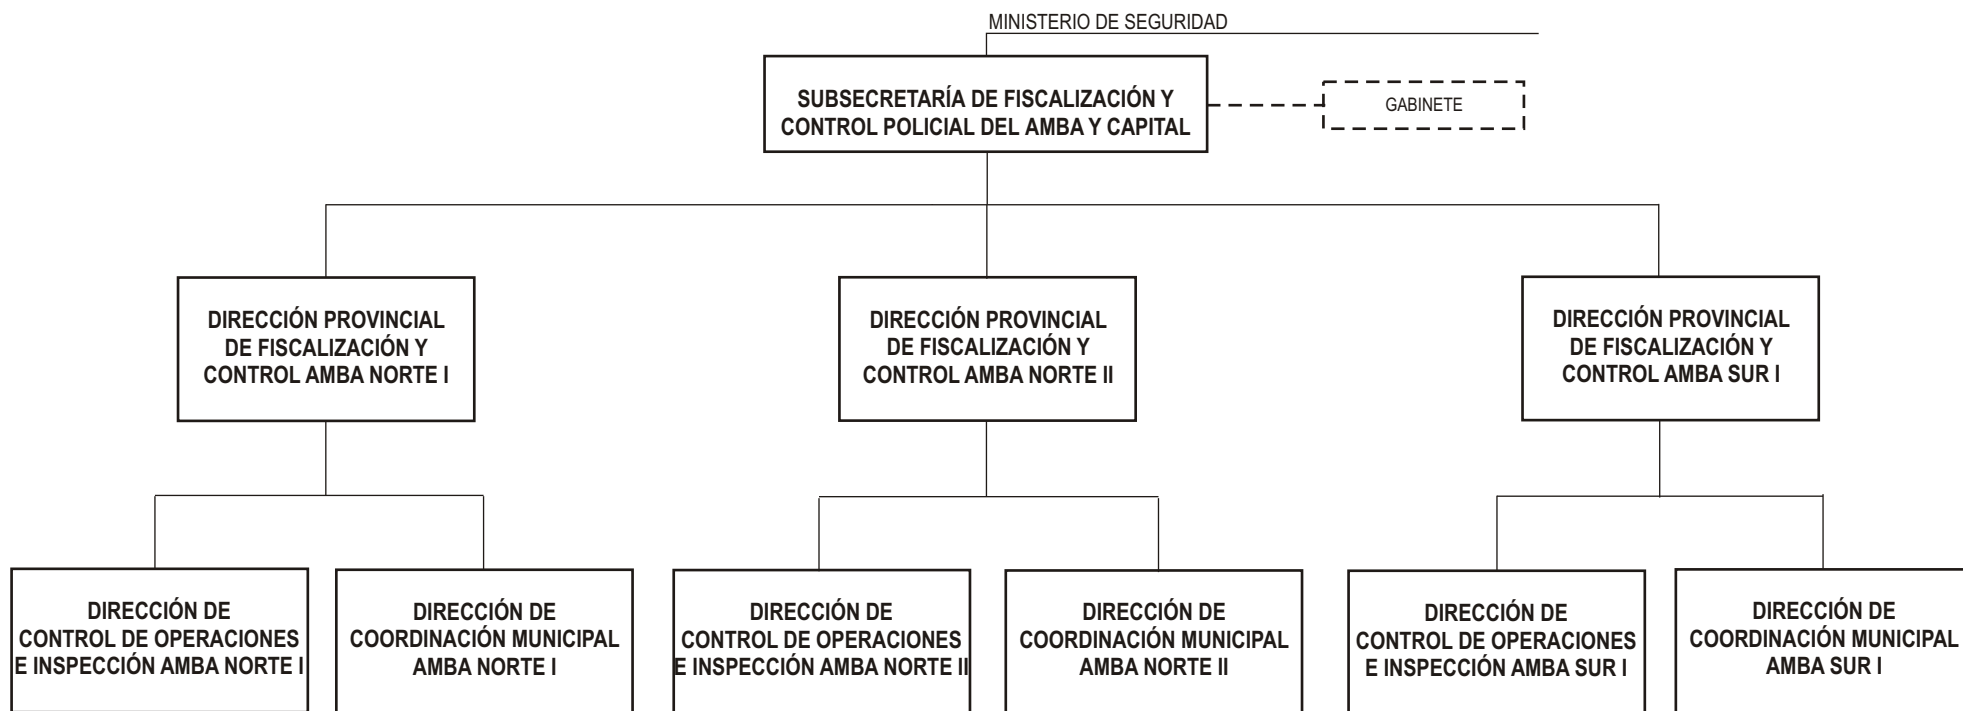 MINISTERIO DE SEGURIDAD
SUBSECRETARÍA DE FISCALIZACIÓN Y
CONTROL POLICIAL DEL AMBA Y CAPITAL
GABINETE
DIRECCIÓN PROVINCIAL
DE FISCALIZACIÓN Y
CONTROL AMBA NORTE I
DIRECCIÓN PROVINCIAL
DE FISCALIZACIÓN Y
CONTROL AMBA NORTE II
DIRECCIÓN PROVINCIAL
DE FISCALIZACIÓN Y
CONTROL AMBA SUR I
DIRECCIÓN DE
CONTROL DE OPERACIONES
E INSPECCIÓN AMBA NORTE I
DIRECCIÓN DE
COORDINACIÓN MUNICIPAL
AMBA NORTE I
DIRECCIÓN DE
CONTROL DE OPERACIONES
E INSPECCIÓN AMBA NORTE II
DIRECCIÓN DE
COORDINACIÓN MUNICIPAL
AMBA NORTE II
DIRECCIÓN DE
CONTROL DE OPERACIONES
E INSPECCIÓN AMBA SUR I
DIRECCIÓN DE
COORDINACIÓN MUNICIPAL
AMBA SUR I